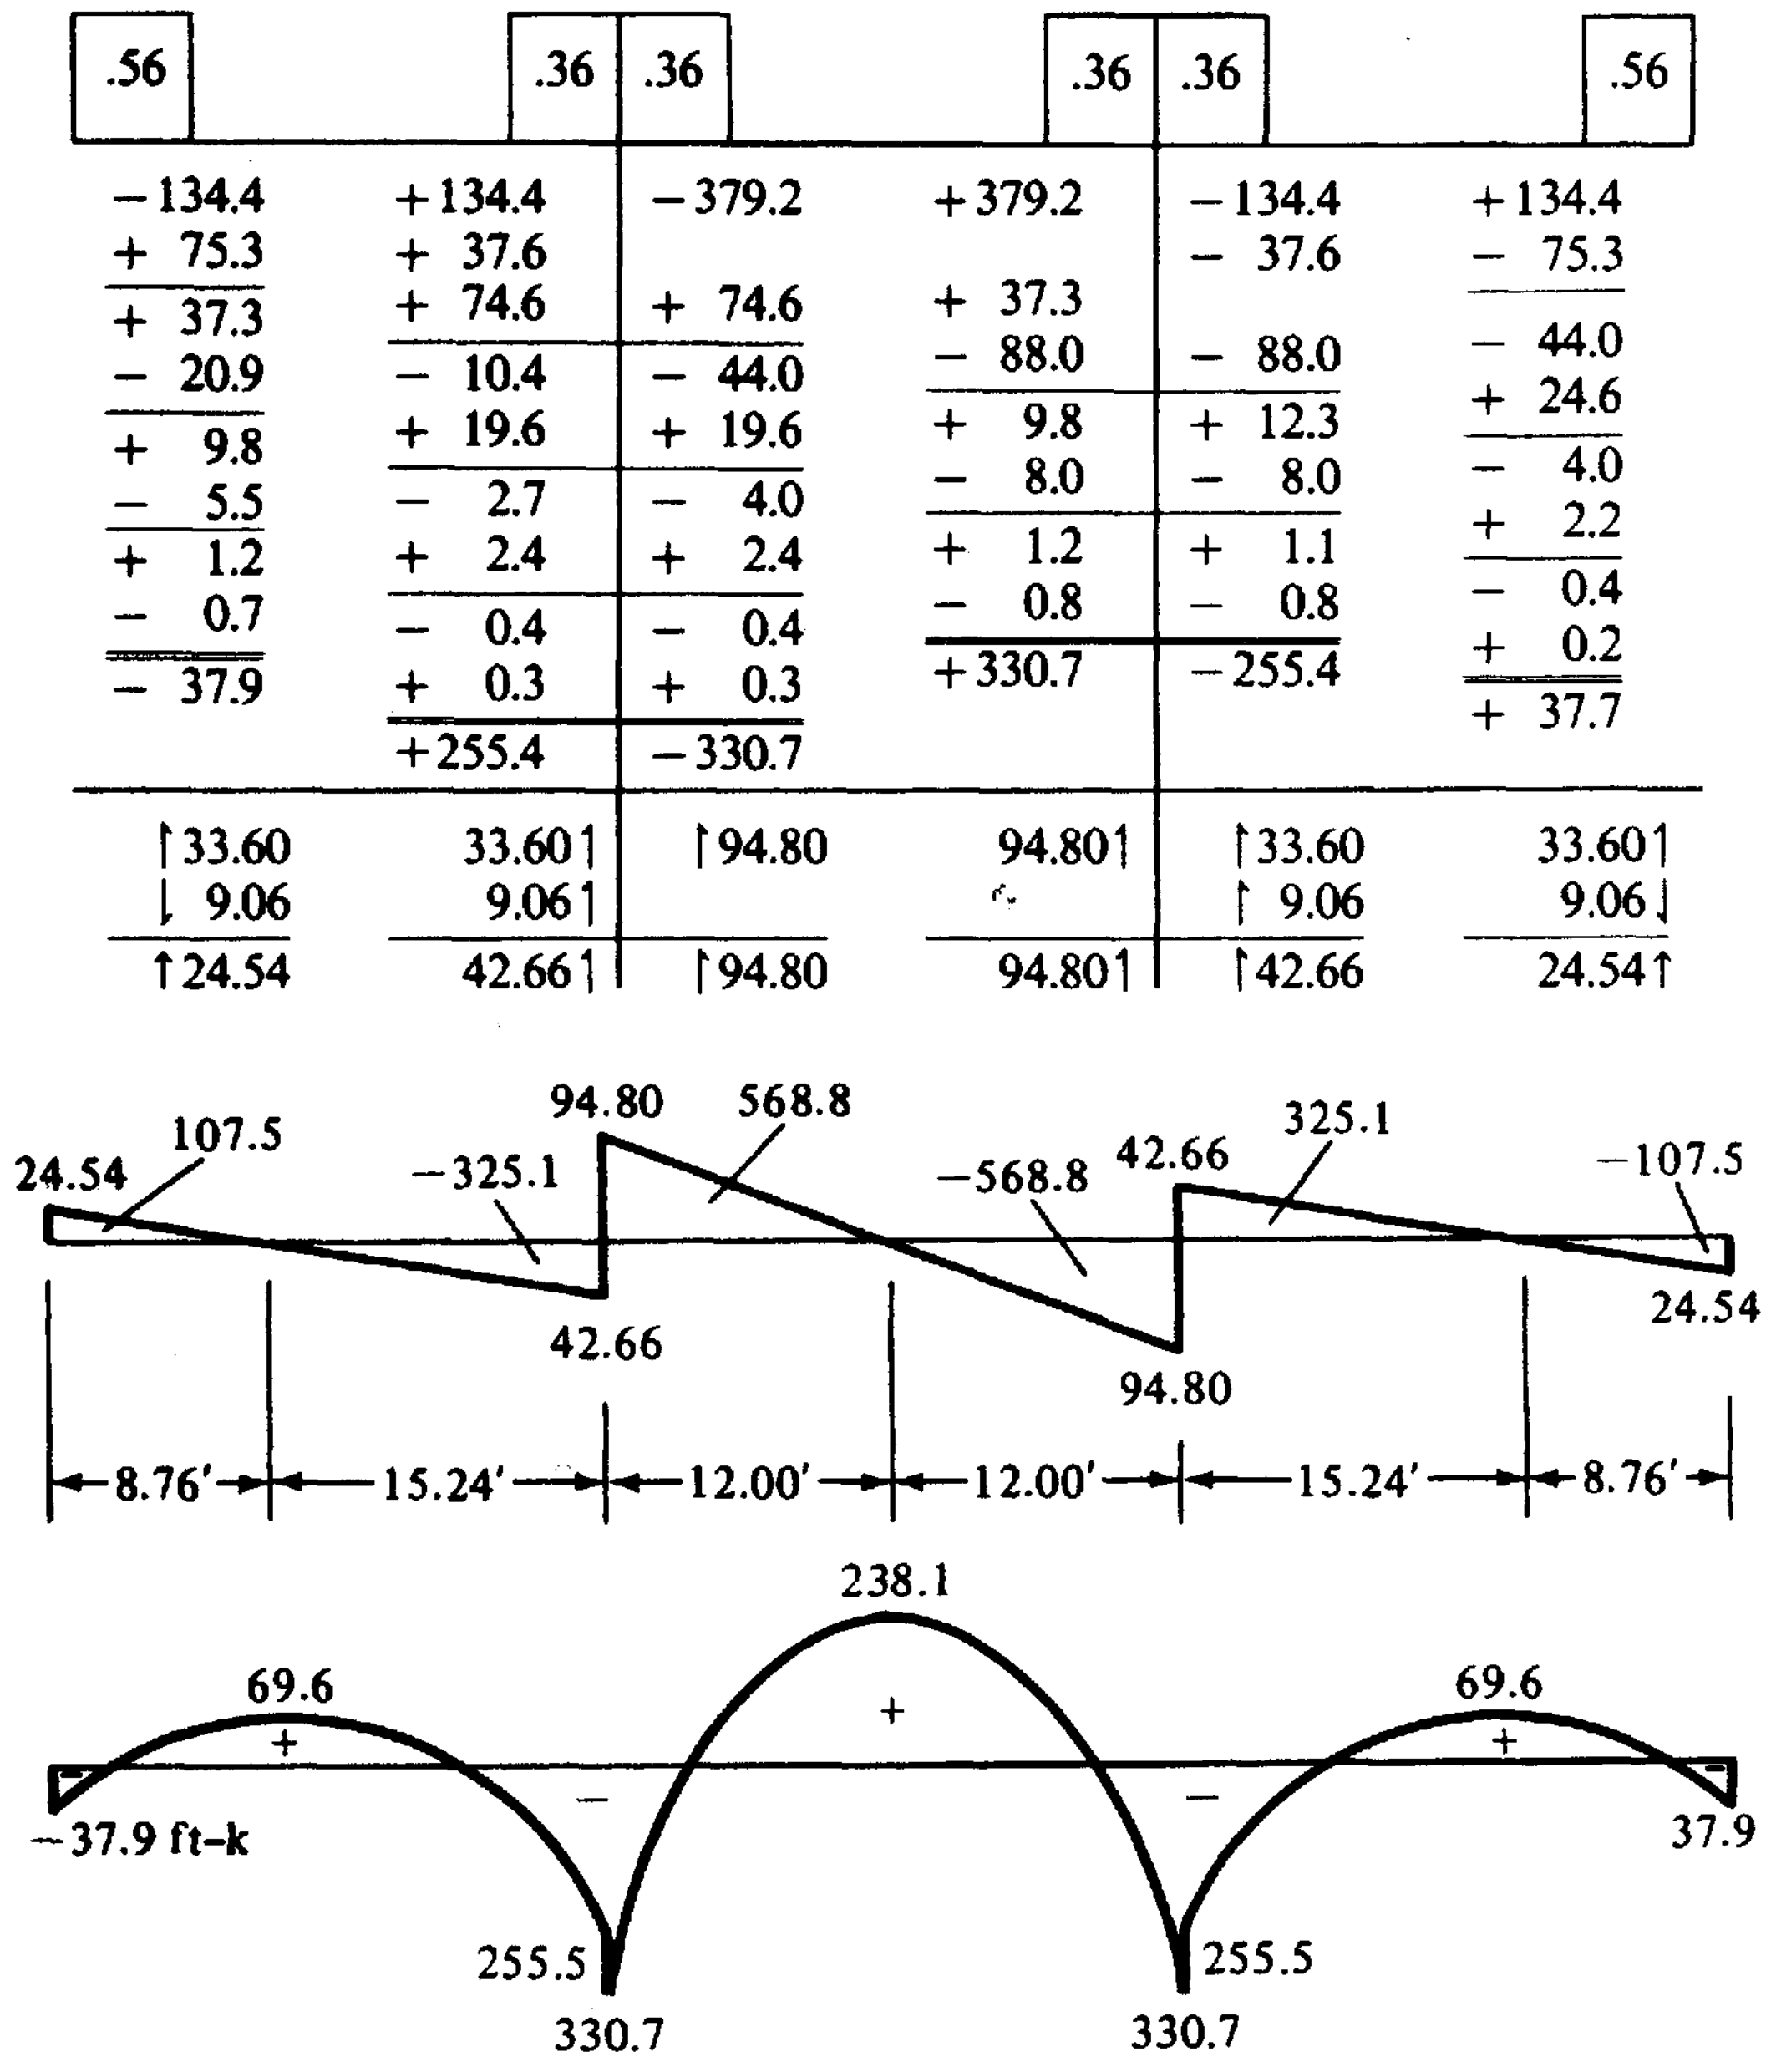 .56 .36 .36 .36 .36 .56
−134.4 +134.4 −379.2 +379.2 −134.4 +134.4
+ 75.3 + 37.6 − 37.6 − 75.3
+ 37.3 + 74.6 + 74.6 + 37.3 − 44.0
− 20.9 − 10.4 − 44.0 − 88.0 − 88.0 + 24.6
+ 9.8 + 19.6 + 19.6 + 9.8 + 12.3 − 4.0
− 5.5 − 2.7 − 4.0 − 8.0 − 8.0 + 2.2
+ 1.2 + 2.4 + 2.4 + 1.2 + 1.1 − 0.4
− 0.7 − 0.4 − 0.4 − 0.8 − 0.8 + 0.2
− 37.9 + 0.3 + 0.3 +330.7 −255.4 + 37.7
+255.4 −330.7
↿33.60 33.60↾ ↿94.80 94.80↾ ↿33.60 33.60↾
⇂ 9.06 9.06↾ ↿ 9.06 9.06⇃
↑24.54 42.66↾ ↿94.80 94.80↾ ↿42.66 24.54↑
94.80 568.8
107.5 325.1
24.54 −325.1 −568.8 42.66 −107.5
42.66 94.80 24.54
8.76′ 15.24′ 12.00′ 12.00′ 15.24′ 8.76′
238.1
69.6 + 69.6
+ +
− − − −
−37.9 ft–k 37.9
255.5 255.5
330.7 330.7